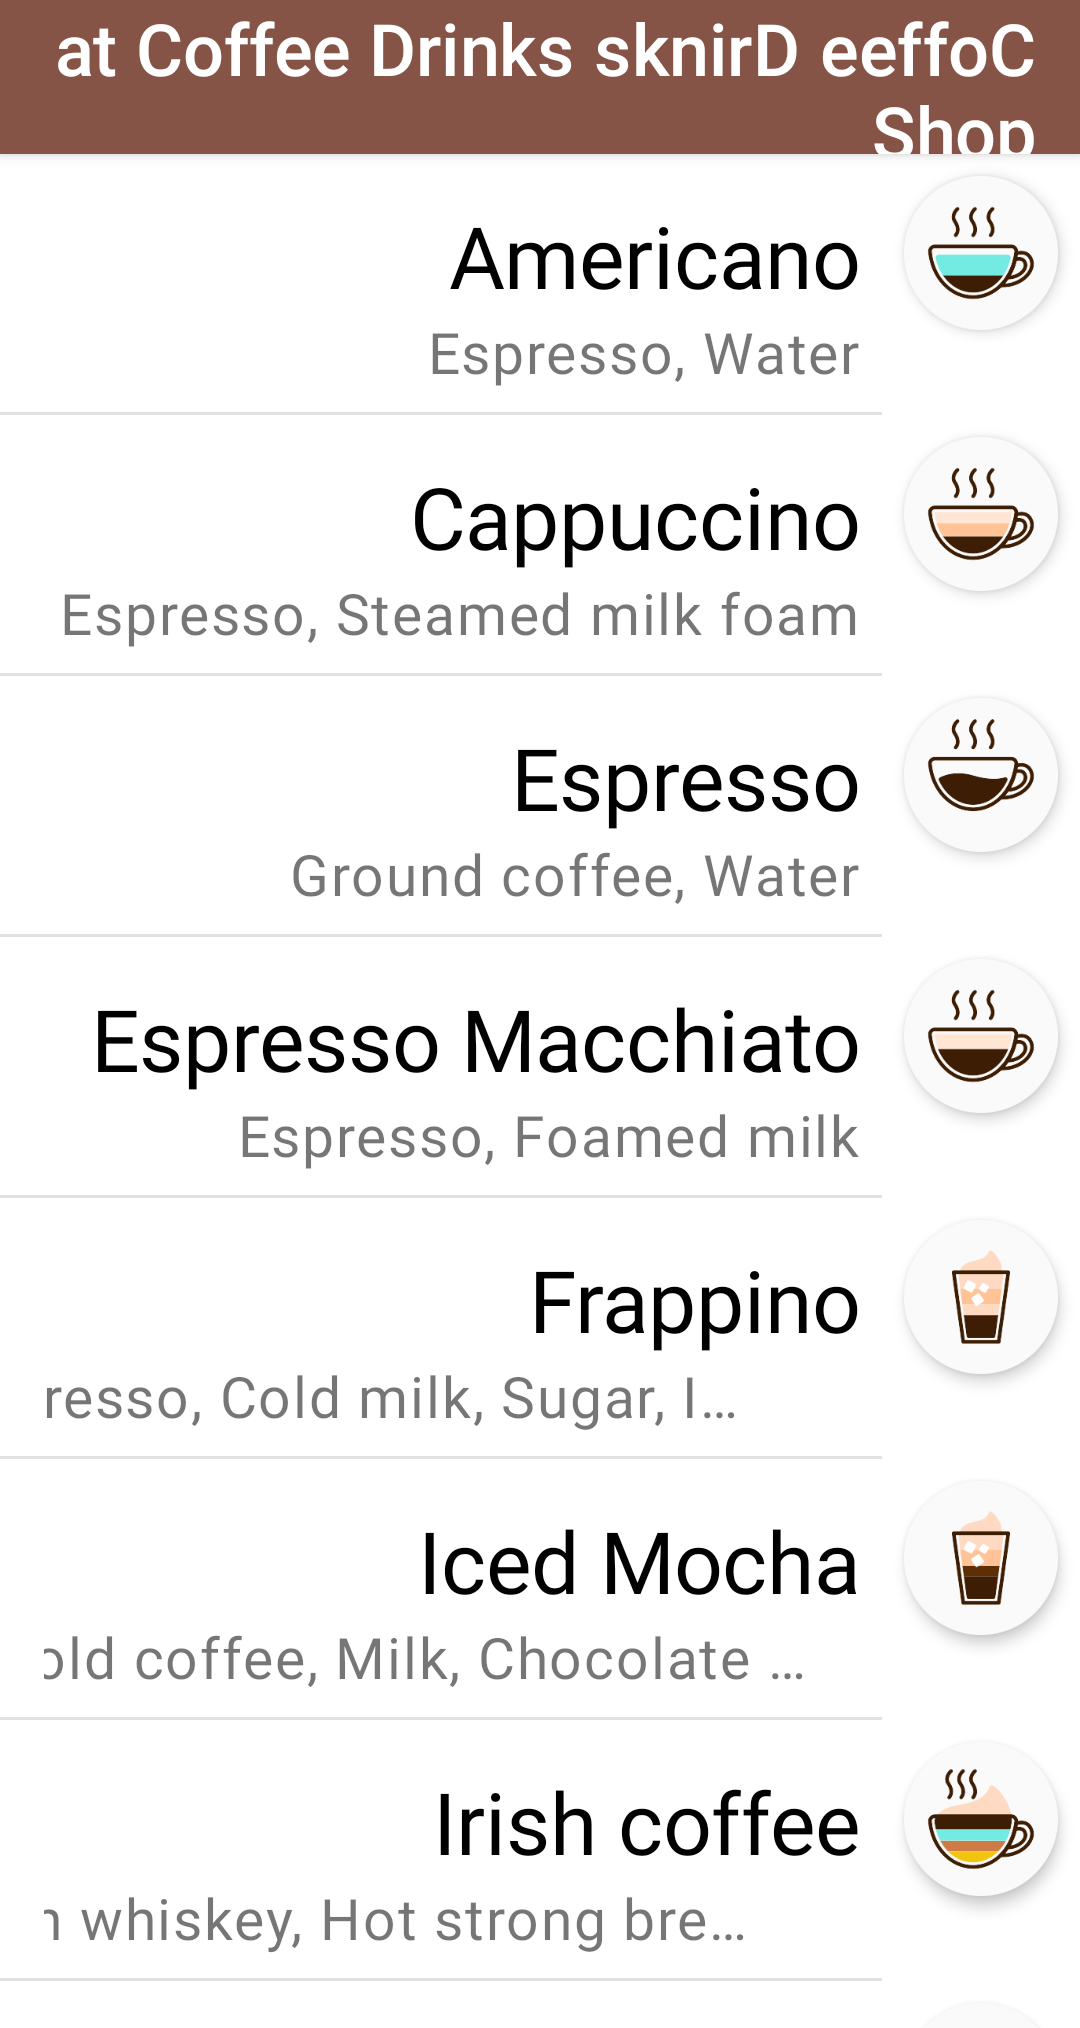 at Coffee Drinks sknirD eeffoC
Shop
Americano
Espresso, Water
Cappuccino
Espresso, Steamed milk foam
Espresso
Ground coffee, Water
Espresso Macchiato
Espresso, Foamed milk
Frappino
resso, Cold milk, Sugar, I…
Iced Mocha
old coffee, Milk, Chocolate …
Irish coffee
n whiskey, Hot strong bre…